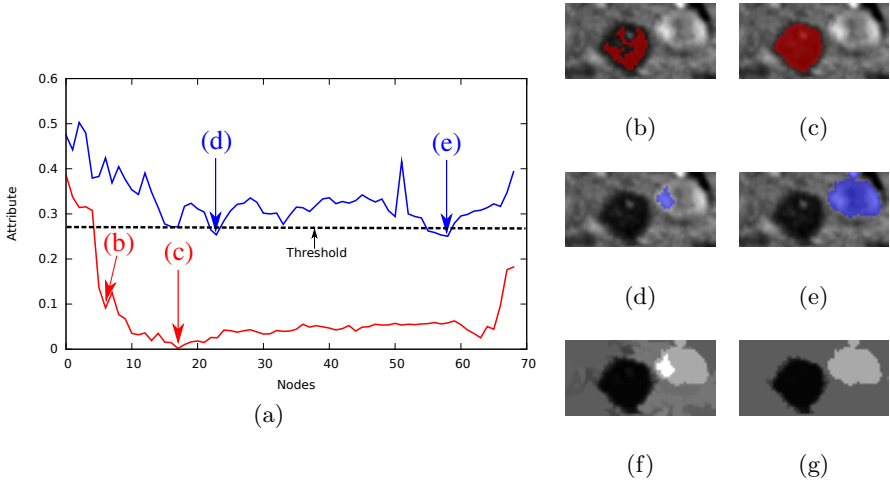 (b)
(c)
0.6
0.5
0.4
0.3
0.2
0.1
0
Attribute
(d)
(e)
(b)
(c)
Threshold
0
10
20
30
40
50
60
70
Nodes
(a)
(d)
(e)
(f)
(g)